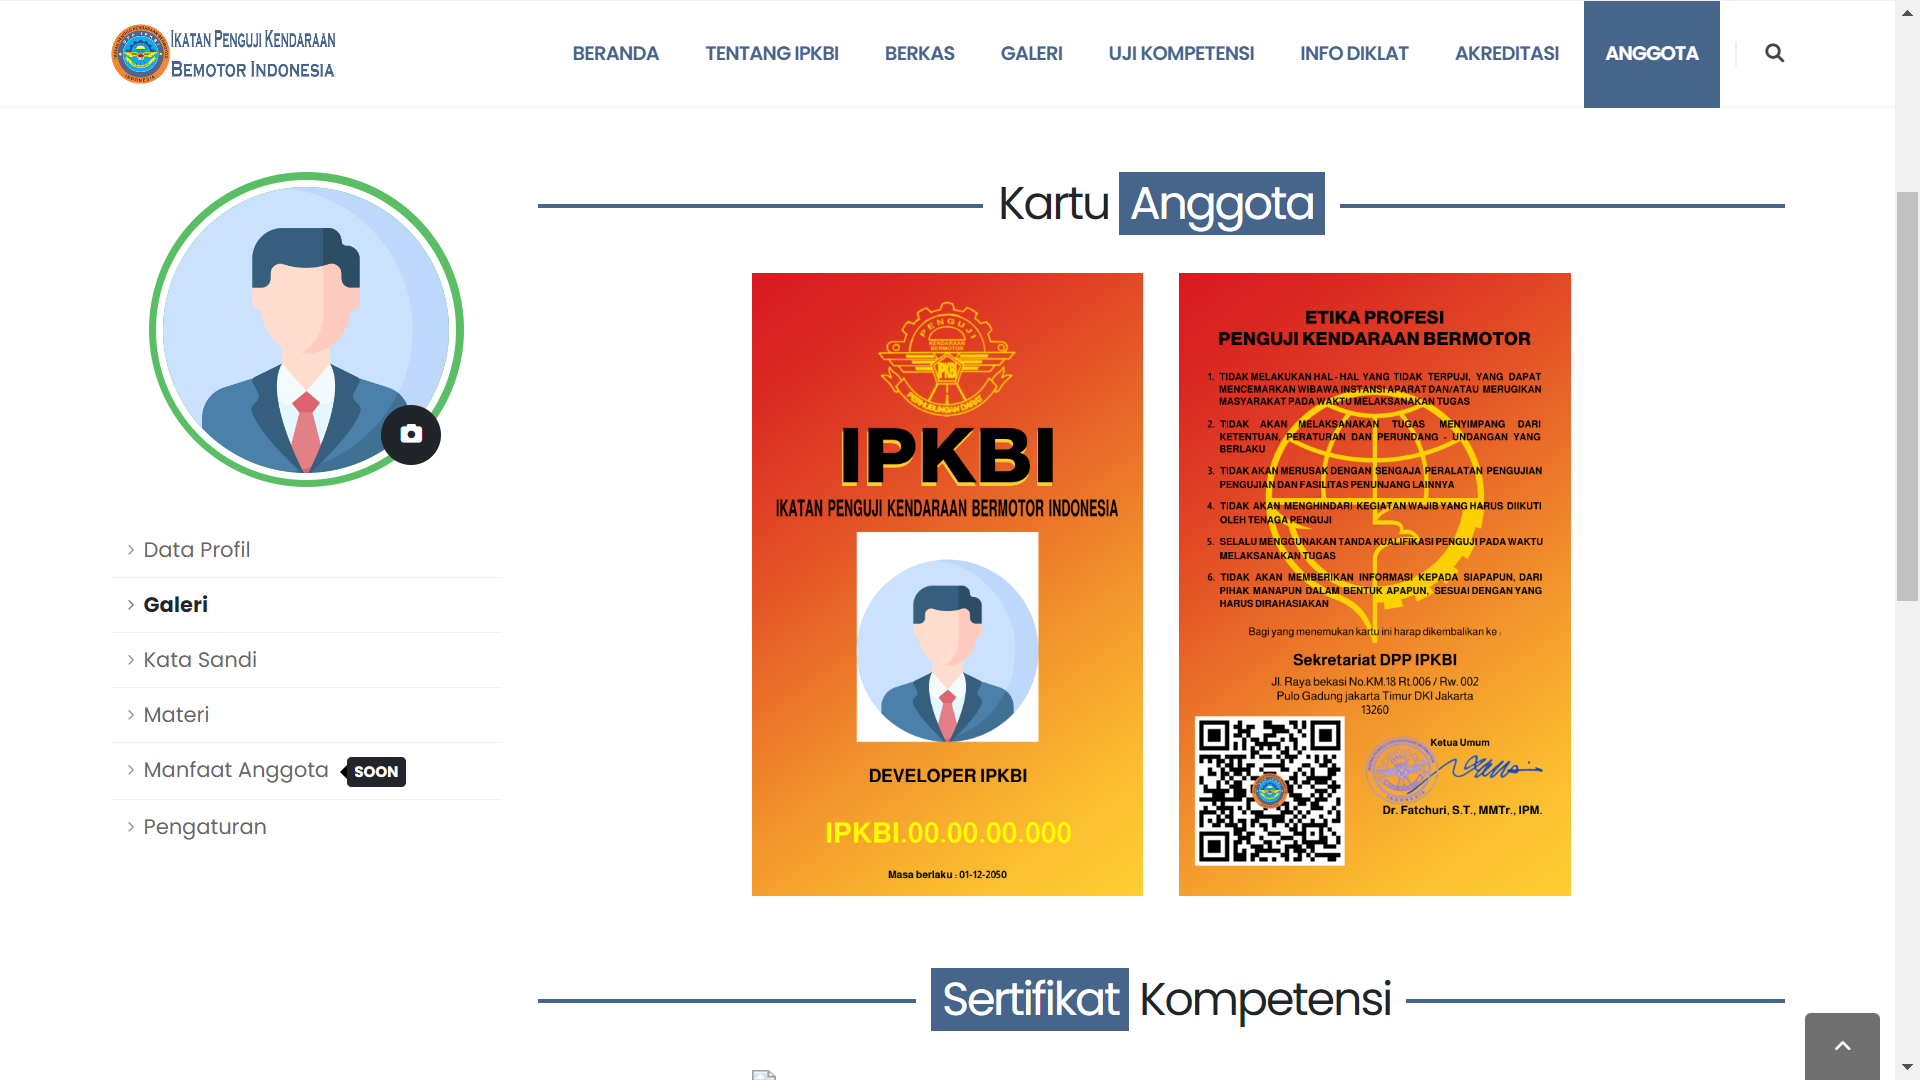 IKATAN PENGUJI KENDARAAN
BEMOTOR INDONESIA
BERANDA
TENTANG IPKBI
BERKAS
GALERI
UJI KOMPETENSI
INFO DIKLAT
AKREDITASI
ANGGOTA
Data Profil
Galeri
Kata Sandi
Materi
Manfaat Anggota SOON
Pengaturan
Kartu Anggota
PENGUJI
KENDARAAN
BERMOTOR
IPKBI
PERHUBUNGAN DARAT
IPKBI
IKATAN PENGUJI KENDARAAN BERMOTOR INDONESIA
DEVELOPER IPKBI
IPKBI.00.00.00.000
Masa berlaku : 01-12-2050
ETIKA PROFESI
PENGUJI KENDARAAN BERMOTOR
1. TIDAK MELAKUKAN HAL - HAL YANG TIDAK TERPUJI, YANG DAPAT
MENCEMARKAN WIBAWA INSTANSI APARAT DAN/ATAU MERUGIKAN
MASYARAKAT PADA WAKTU MELAKSANAKAN TUGAS
2. TIDAK AKAN MELAKSANAKAN TUGAS MENYIMPANG DARI
KETENTUAN, PERATURAN DAN PERUNDANG - UNDANGAN YANG
BERLAKU
3. TIDAK AKAN MERUSAK DENGAN SENGAJA PERALATAN PENGUJIAN
PENGUJIAN DAN FASILITAS PENUNJANG LAINNYA
4. TIDAK AKAN MENGHINDARI KEGIATAN WAJIB YANG HARUS DIIKUTI
OLEH TENAGA PENGUJI
5. SELALU MENGGUNAKAN TANDA KUALIFIKASI PENGUJI PADA WAKTU
MELAKSANAKAN TUGAS
6. TIDAK AKAN MEMBERIKAN INFORMASI KEPADA SIAPAPUN, DARI
PIHAK MANAPUN DALAM BENTUK APAPUN, SESUAI DENGAN YANG
HARUS DIRAHASIAKAN
Bagi yang menemukan kartu ini harap dikembalikan ke :
Sekretariat DPP IPKBI
Jl. Raya bekasi No.KM.18 Rt.006 / Rw. 002
Pulo Gadung jakarta Timur DKI Jakarta
13260
Ketua Umum
Dr. Fatchuri, S.T., MMTr., IPM.
Sertifikat Kompetensi